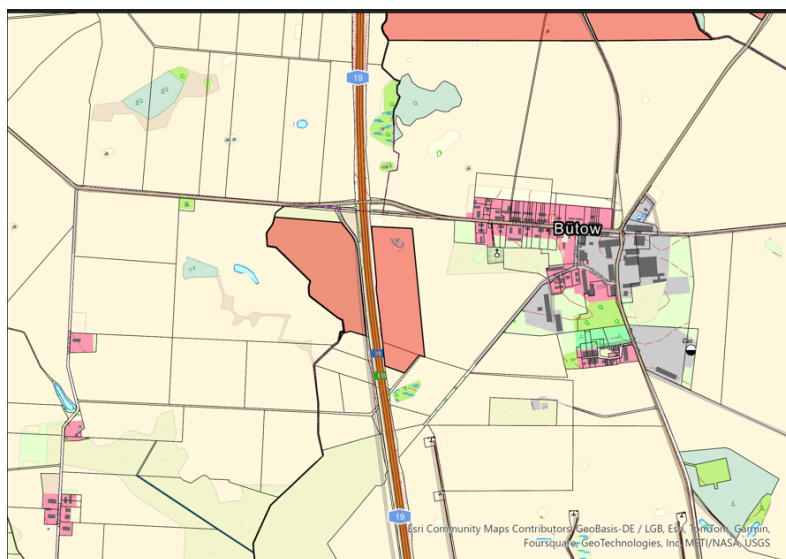 19
Bütow
Gas
19
Esri Community Maps Contributors, GeoBasis-DE / LGB, Esri, TomTom, Garmin,
Foursquare, GeoTechnologies, Inc, METI/NASA, USGS